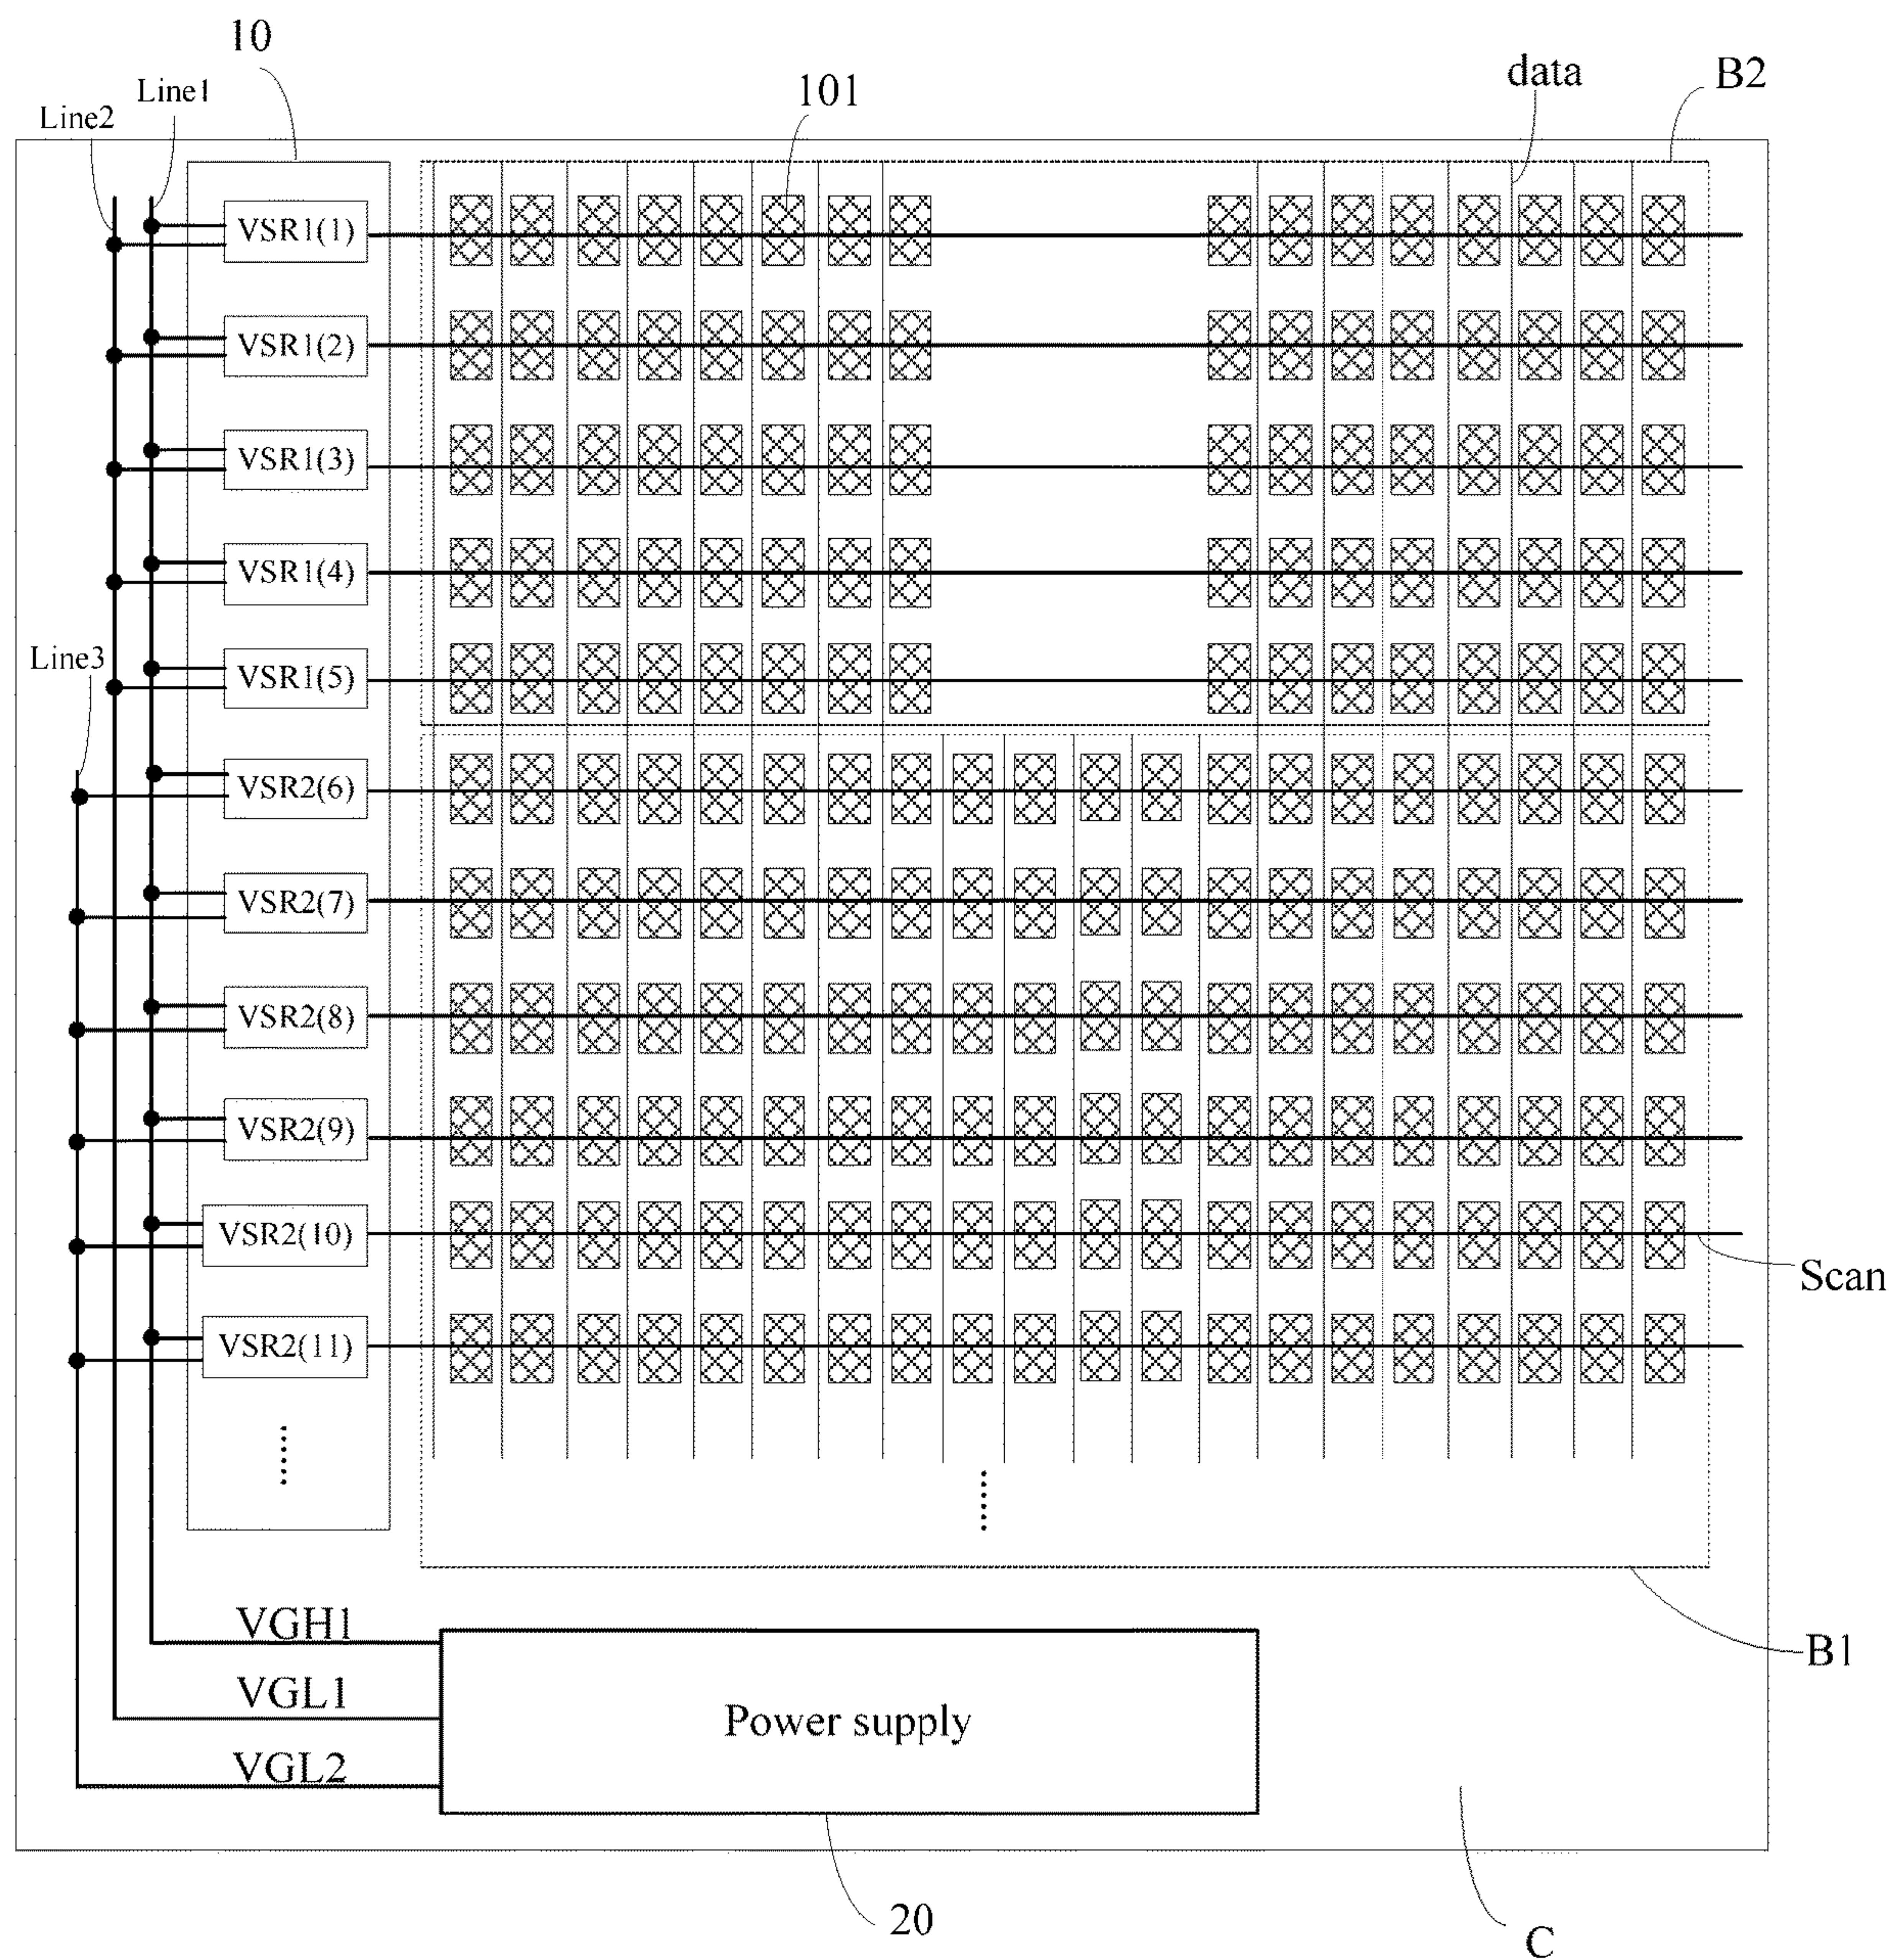 10
Line1
Line2
101
data
B2
VSR1(1)
VSR1(2)
VSR1(3)
VSR1(4)
VSR1(5)
Line3
VSR2(6)
VSR2(7)
VSR2(8)
VSR2(9)
VSR2(10)
Scan
VSR2(11)
......
......
VGH1
B1
VGL1
Power supply
VGL2
20
C